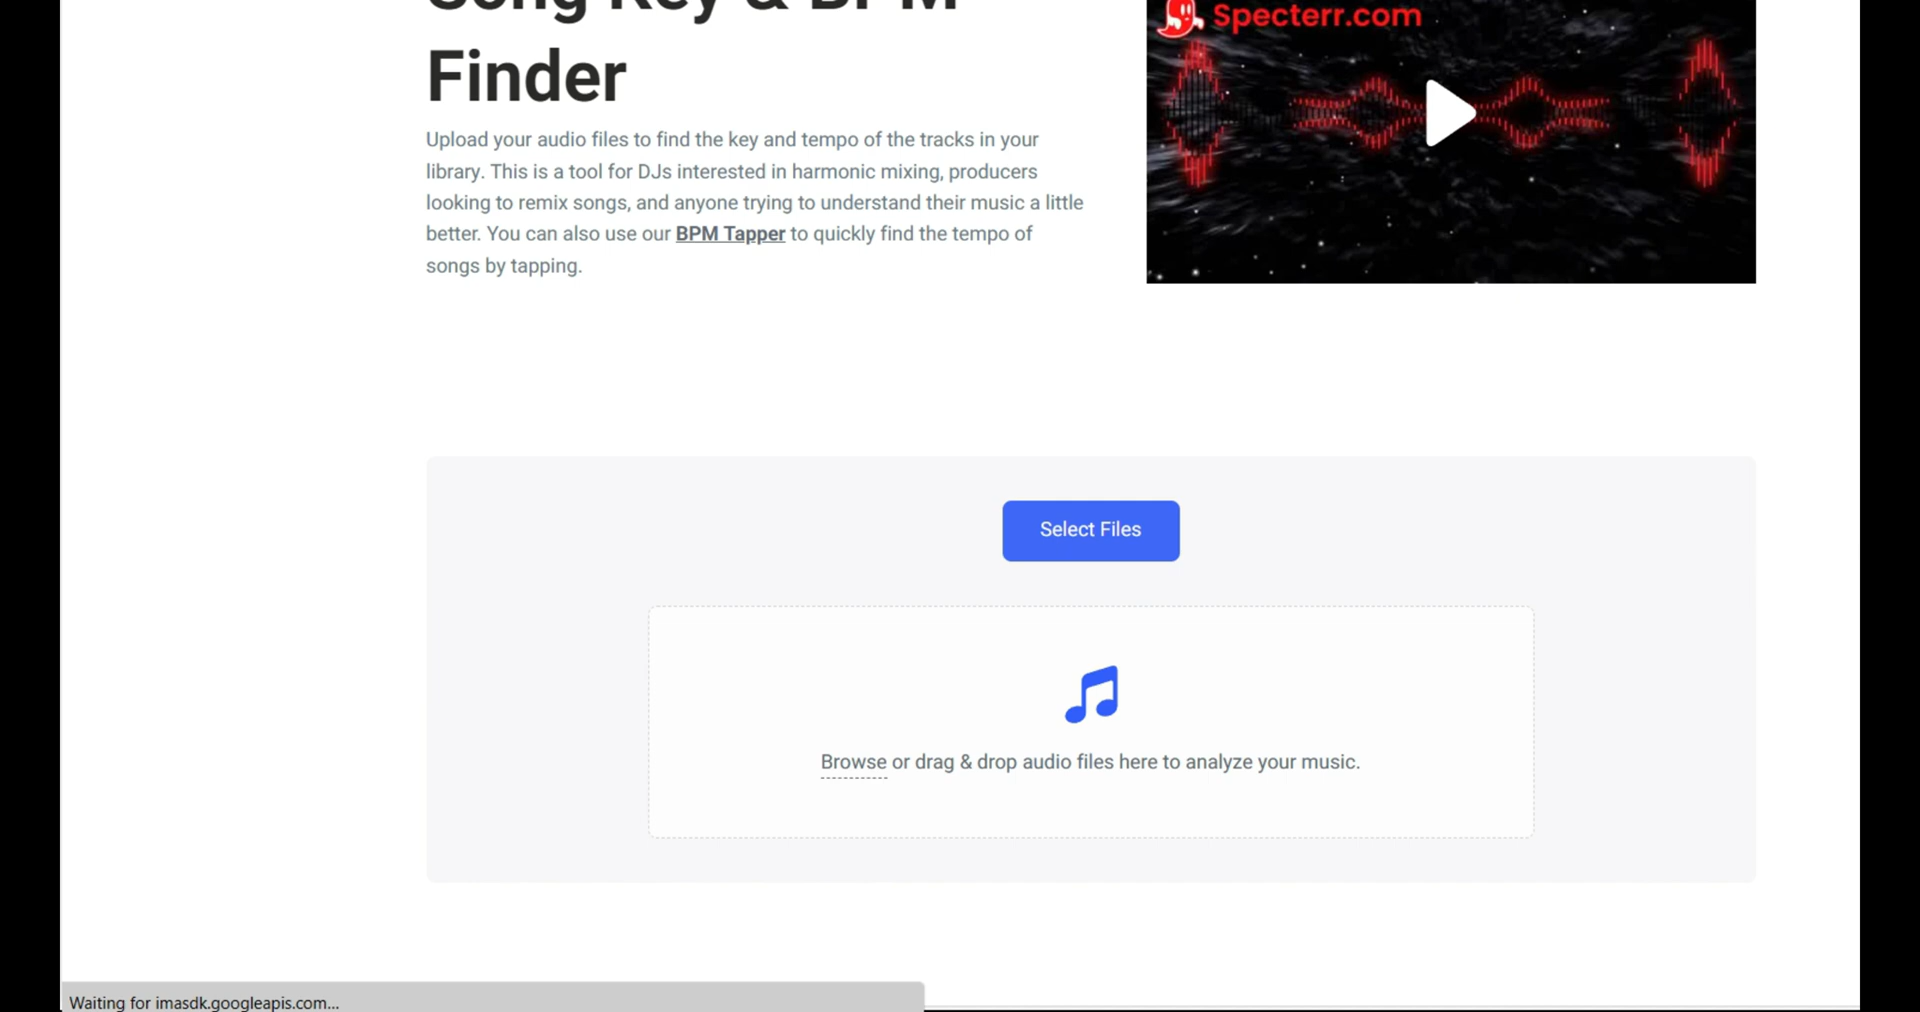 Song Key & BPM
Finder
Upload your audio files to find the key and tempo of the tracks in your
library. This is a tool for DJs interested in harmonic mixing, producers
looking to remix songs, and anyone trying to understand their music a little
better. You can also use our BPM Tapper to quickly find the tempo of
songs by tapping.
Specterr.com
Select Files
Browse or drag & drop audio files here to analyze your music.
Waiting for imasdk.googleapis.com...